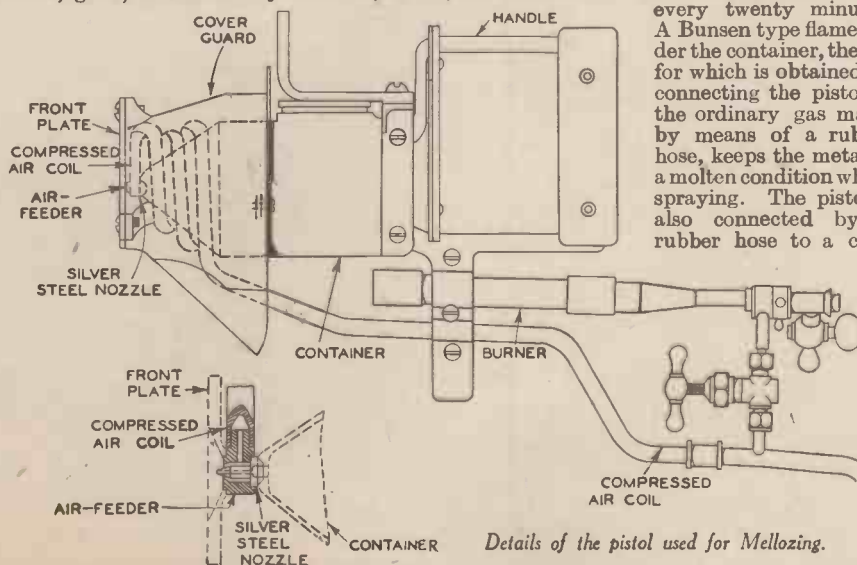 COVER
GUARD
HANDLE
FRONT
PLATE
COMPRESSED
AIR COIL
AIR-
FEEDER
SILVER
STEEL NOZZLE
CONTAINER
BURNER
FRONT
PLATE
COMPRESSED
AIR COIL
AIR-FEEDER
SILVER
STEEL
NOZZLE
CONTAINER
COMPRESSED
AIR COIL
Details of the pistol used for Mellozing.
every twenty minu
A Bunsen type flame
der the container, the
for which is obtained
connecting the pisto
the ordinary gas ma
by means of a rub
hose, keeps the meta
a molten condition wh
spraying. The pist
also connected by
rubber hose to a c